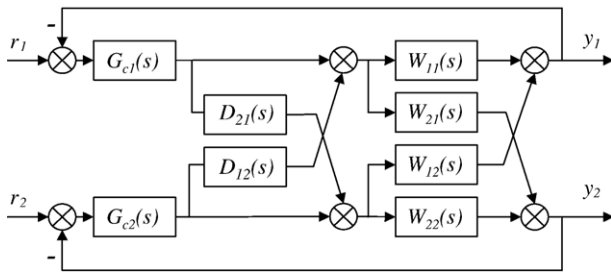 -
r1 Gc1(s) W11(s) y1
D21(s) W21(s)
D12(s) W12(s)
r2 Gc2(s) W22(s) y2
-